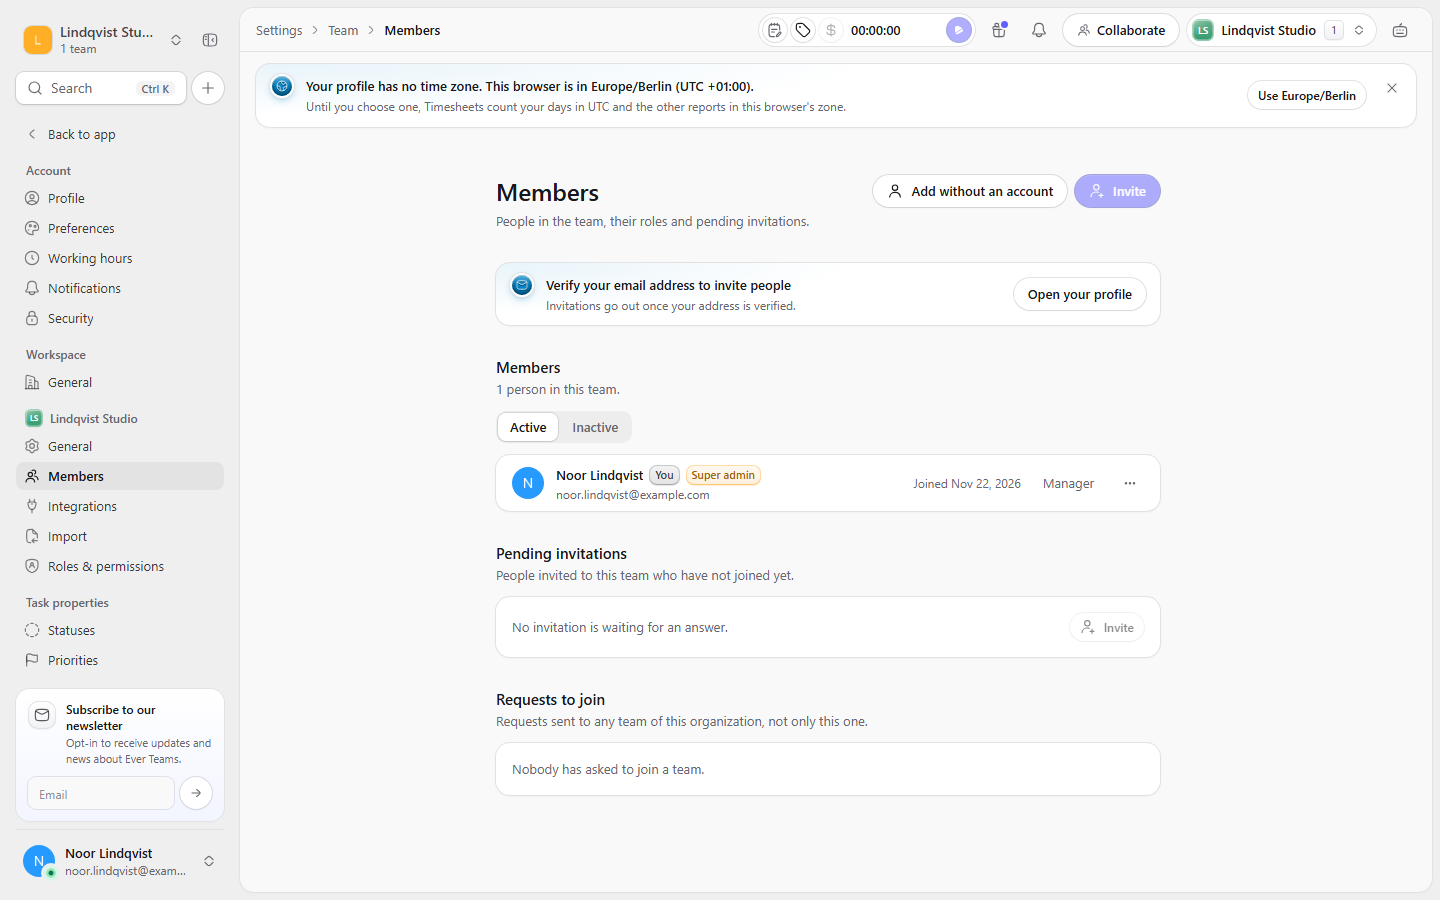 L
Lindqvist Stu...
1 team
Search
Ctrl K
Back to app
Account
Profile
Preferences
Working hours
Notifications
Security
Workspace
General
LS
Lindqvist Studio
General
Members
Integrations
Import
Roles & permissions
Task properties
Statuses
Priorities
Subscribe to our
newsletter
Opt-in to receive updates and
news about Ever Teams.
Email
N
Noor Lindqvist
noor.lindqvist@exam...
Settings
Team
Members
00:00:00
Collaborate
LS
Lindqvist Studio
1
Your profile has no time zone. This browser is in Europe/Berlin (UTC +01:00).
Until you choose one, Timesheets count your days in UTC and the other reports in this browser's zone.
Use Europe/Berlin
Members
People in the team, their roles and pending invitations.
Add without an account
Invite
Verify your email address to invite people
Invitations go out once your address is verified.
Open your profile
Members
1 person in this team.
Active
Inactive
N
Noor Lindqvist
You
Super admin
noor.lindqvist@example.com
Joined Nov 22, 2026
Manager
Pending invitations
People invited to this team who have not joined yet.
No invitation is waiting for an answer.
Invite
Requests to join
Requests sent to any team of this organization, not only this one.
Nobody has asked to join a team.